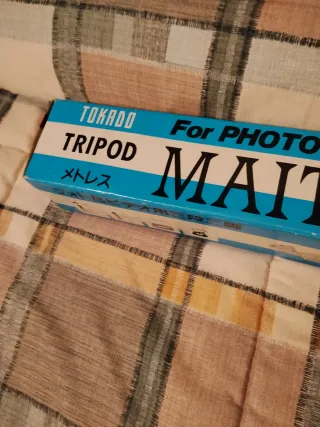 TOKADO
TRIPOD
メトレス
For PHOTO
MAIT